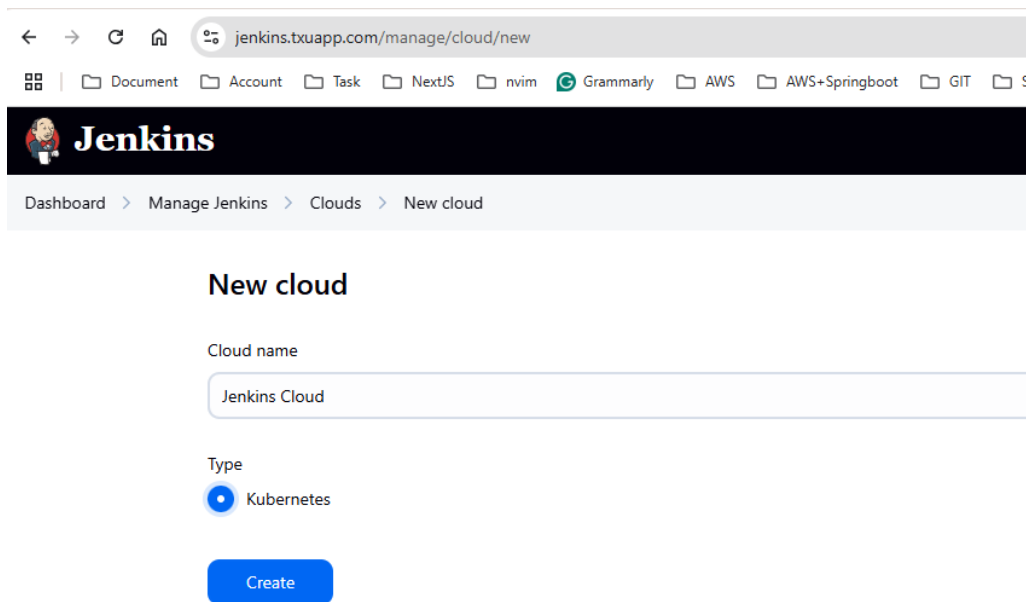 jenkins.txuapp.com/manage/cloud/new
Document Account Task NextJS nvim Grammarly AWS AWS+Springboot GIT
Jenkins
Dashboard > Manage Jenkins > Clouds > New cloud
New cloud
Cloud name
Jenkins Cloud
Type
Kubernetes
Create